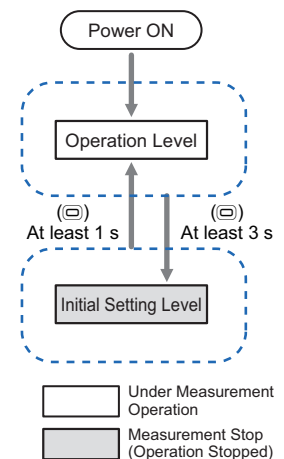 Power ON
Operation Level
( ) ( )
At least 1 s At least 3 s
Initial Setting Level
Under Measurement
Operation
Measurement Stop
(Operation Stopped)